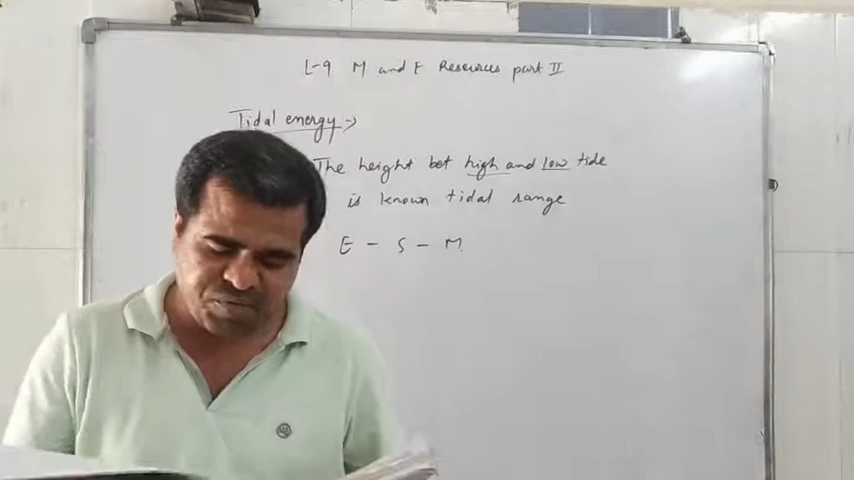 L-9 M and E Resources part II
Tidal energy →
The height bet high and low tide
is known tidal range
E - S - M